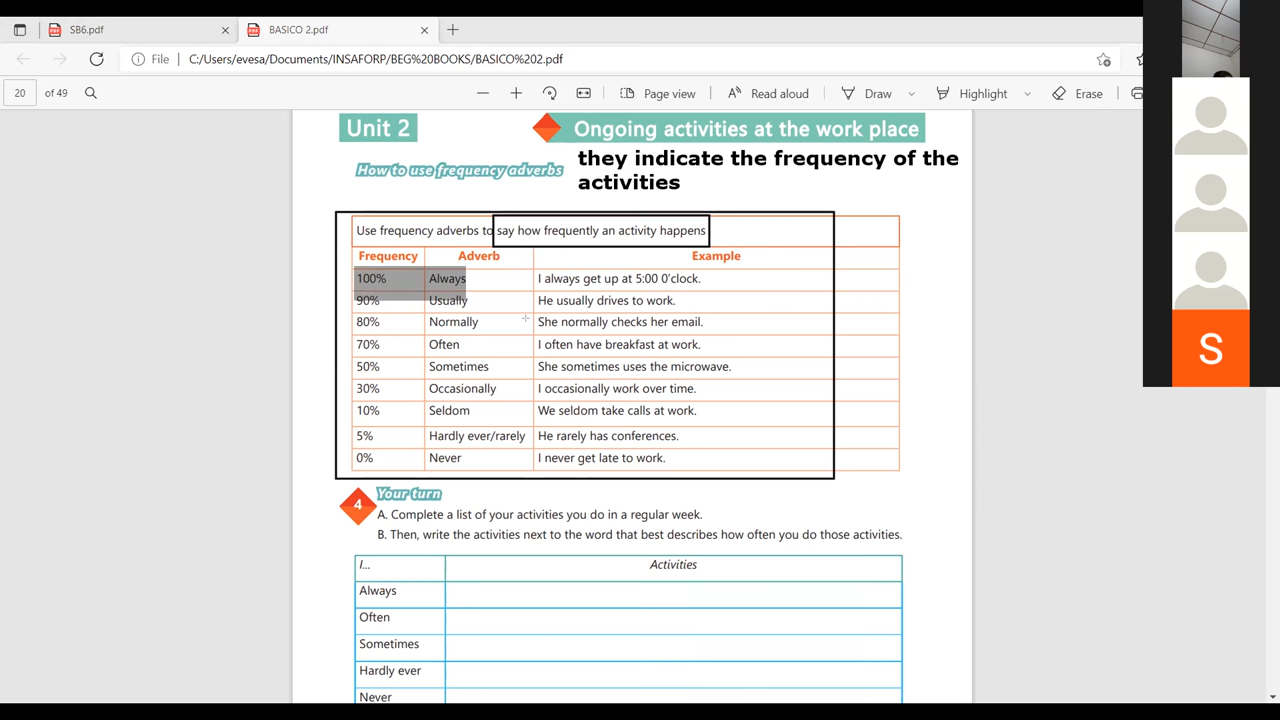 SB6.pdf
BASICO 2.pdf
File
C:/Users/evesa/Documents/INSAFORP/BEG%20BOOKS/BASICO%202.pdf
20 of 49
Page view
Read aloud
Draw
Highlight
Erase
Unit 2
Ongoing activities at the work place
How to use frequency adverbs
they indicate the frequency of the
activities
Use frequency adverbs to say how frequently an activity happens
Frequency Adverb Example
100% Always I always get up at 5:00 0'clock.
90% Usually He usually drives to work.
80% Normally She normally checks her email.
70% Often I often have breakfast at work.
50% Sometimes She sometimes uses the microwave.
30% Occasionally I occasionally work over time.
10% Seldom We seldom take calls at work.
5% Hardly ever/rarely He rarely has conferences.
0% Never I never get late to work.
4 Your turn
A. Complete a list of your activities you do in a regular week.
B. Then, write the activities next to the word that best describes how often you do those activities.
I... Activities
Always
Often
Sometimes
Hardly ever
Never
S